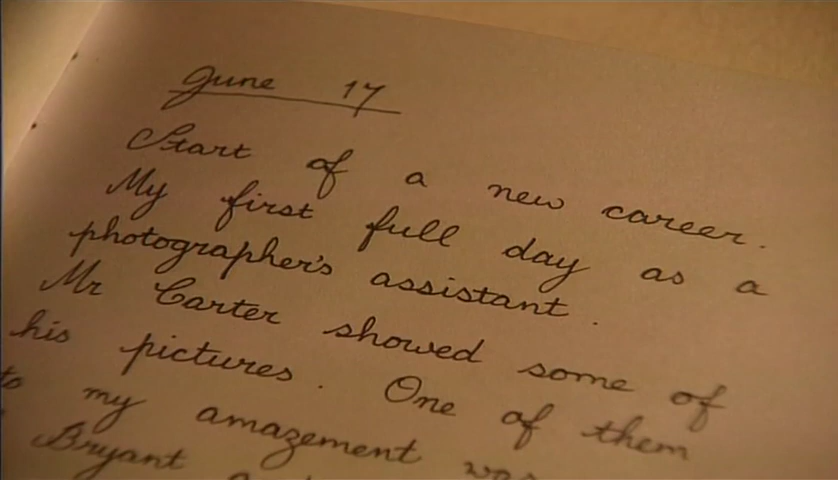 June 17
Start of a new career.
My first full day as a
photographer's assistant.
Mr Carter showed some of
his pictures. One of them
to my amazement was
Bryant